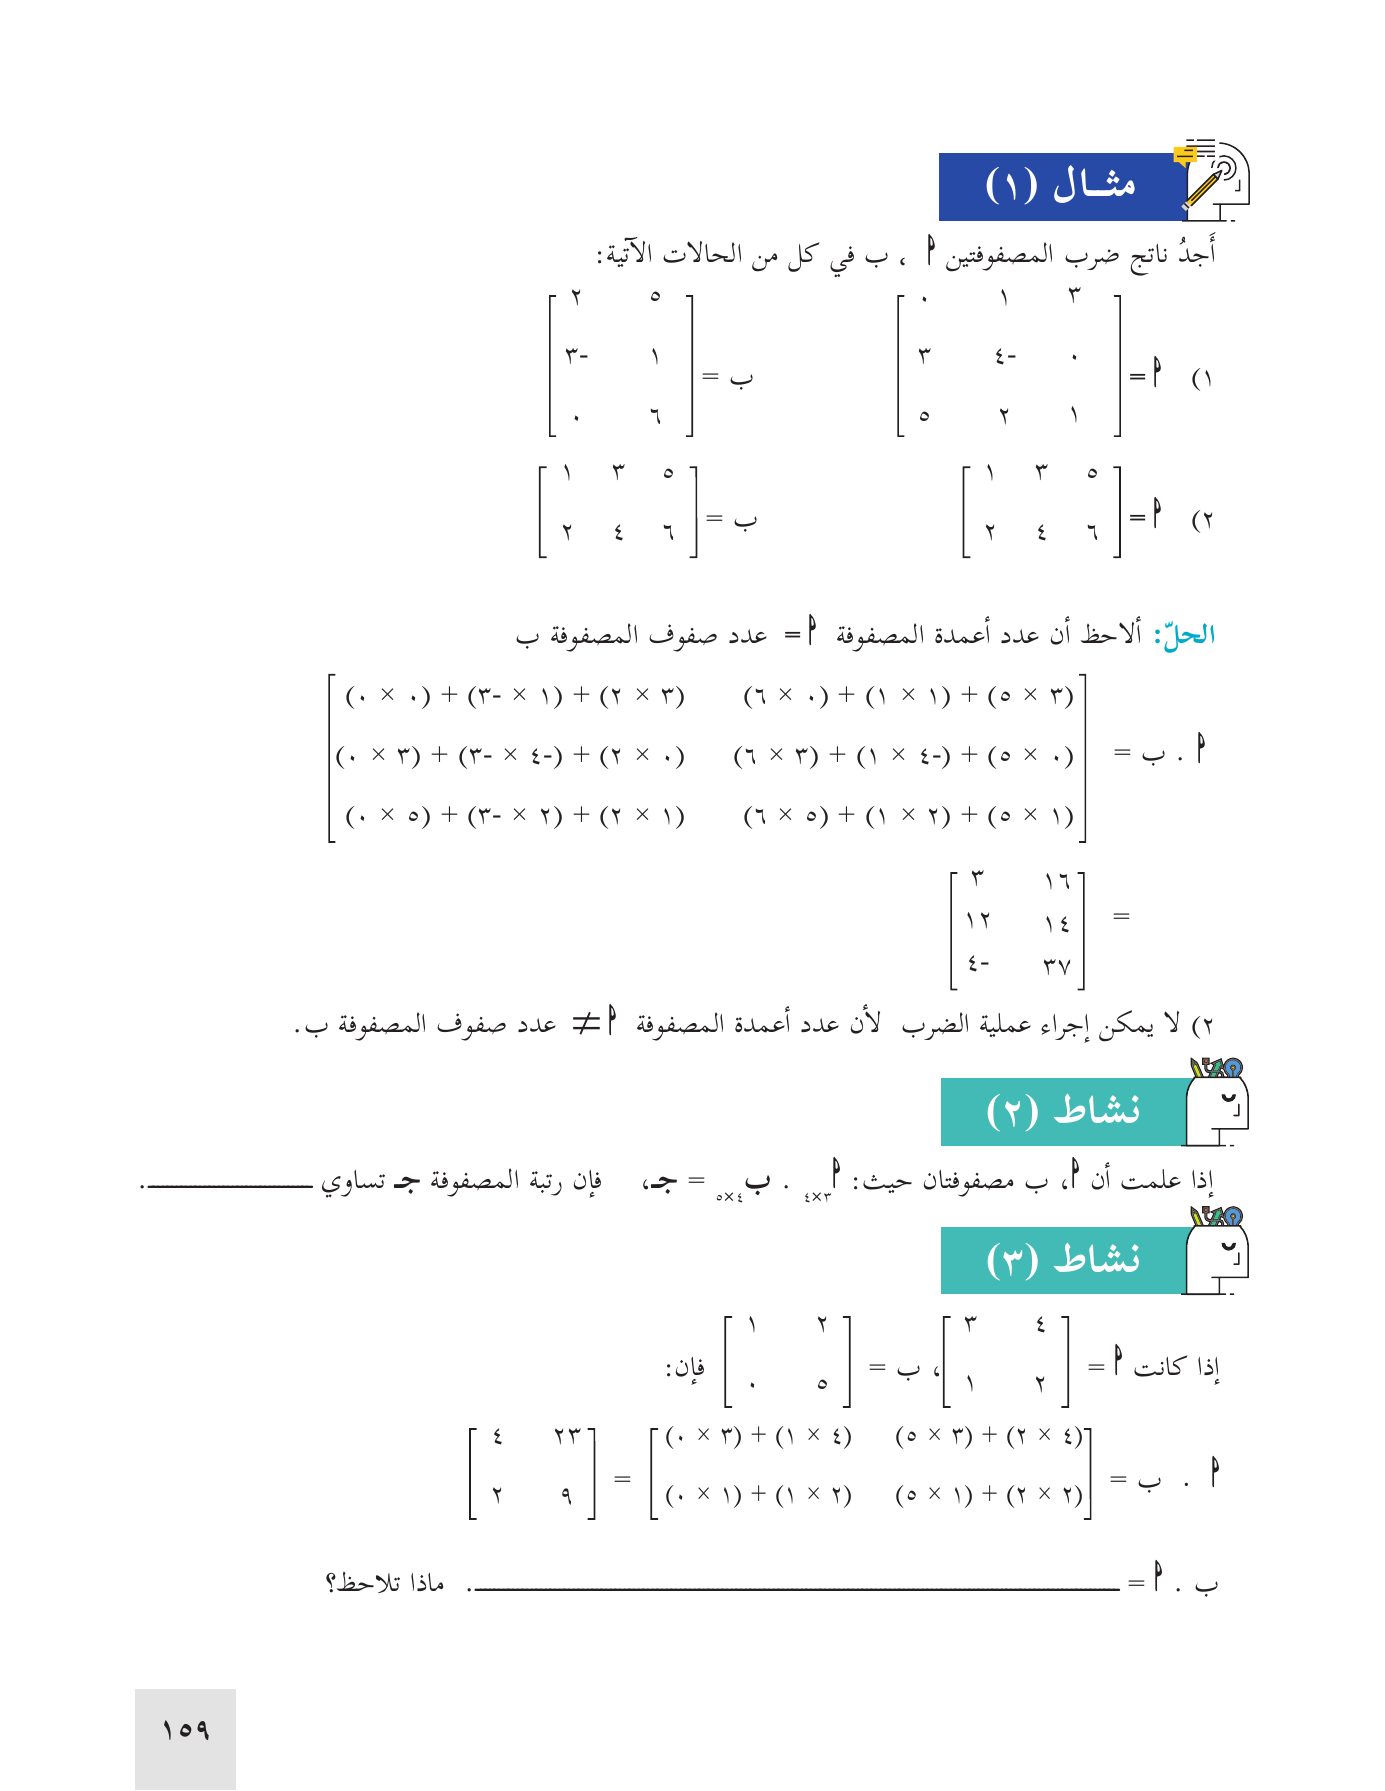 مثـال (١)
أَجدُ ناتج ضرب المصفوفتين أ ، ب في كل من الحالات الآتية:
١) أ = [ ٣ ١ ٠ ب = [ ٥ ٢
٠ -٤ ٣ ١ -٣
١ ٢ ٥ ] ٦ ٠ ]
٢) أ = [ ٥ ٣ ١ ب = [ ٥ ٣ ١
٦ ٤ ٢ ] ٦ ٤ ٢ ]
الحلّ: ألاحظ أن عدد أعمدة المصفوفة أ = عدد صفوف المصفوفة ب
(٣ × ٥) + (١ × ١) + (٠ × ٦) (٣ × ٢) + (١ × -٣) + (٠ × ٠)
أ . ب = (٠ × ٥) + (-٤ × ١) + (٣ × ٦) (٠ × ٢) + (-٤ × -٣) + (٣ × ٠)
(١ × ٥) + (٢ × ١) + (٥ × ٦) (١ × ٢) + (٢ × -٣) + (٥ × ٠)
١٦ ٣
= ١٤ ١٢
٣٧ -٤
٢) لا يمكن إجراء عملية الضرب لأن عدد أعمدة المصفوفة أ ≠ عدد صفوف المصفوفة ب.
نشاط (٢)
إذا علمت أن أ، ب مصفوفتان حيث: أ٣×٤ . ب٤×٥ = جـ، فإن رتبة المصفوفة جـ تساوي ــــــــــــــ.
نشاط (٣)
إذا كانت أ = [ ٤ ٣ ، ب = [ ٢ ١ فإن:
٢ ١ ] ٥ ٠ ]
أ . ب = [ (٤ × ٢) + (٣ × ٥) (٤ × ١) + (٣ × ٠) = [ ٢٣ ٤
(٢ × ٢) + (١ × ٥) (٢ × ١) + (١ × ٠) ] ٩ ٢ ]
ب . أ = ــــــــــــــــــــــــــــ. ماذا تلاحظ؟
١٥٩